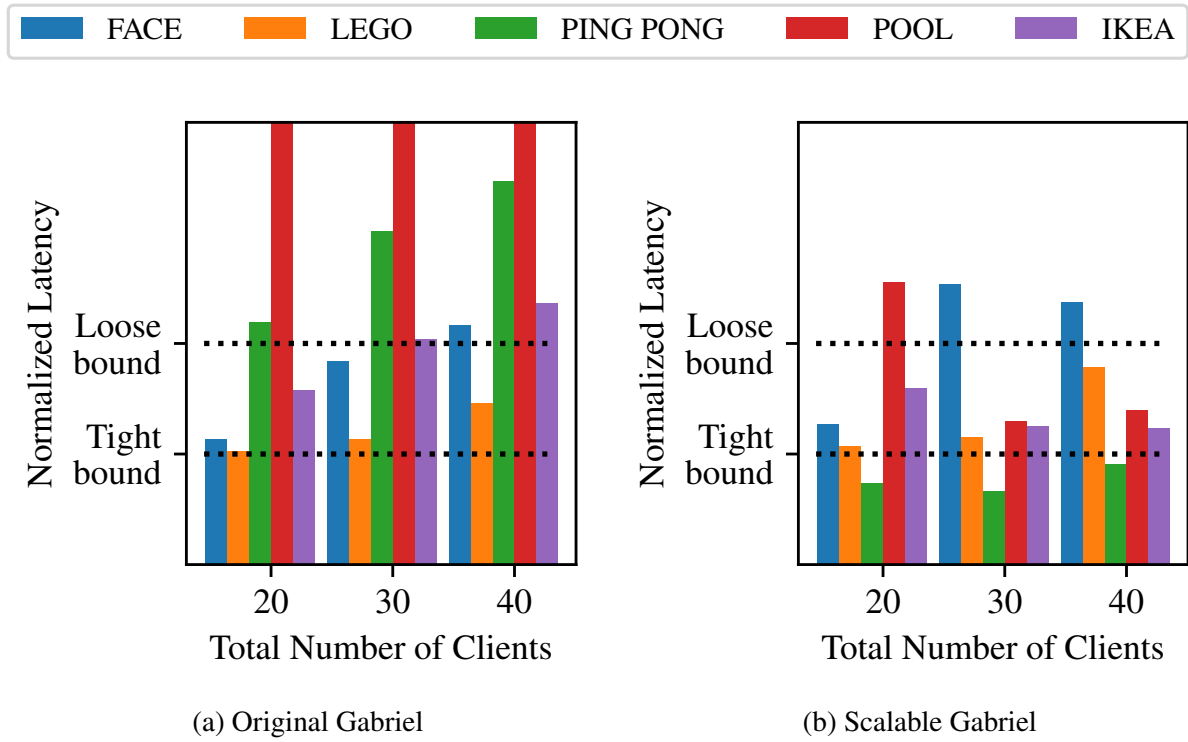 FACE LEGO PING PONG POOL IKEA
Normalized Latency
Loose
bound
Tight
bound
20 30 40
Total Number of Clients
(a) Original Gabriel
Normalized Latency
Loose
bound
Tight
bound
20 30 40
Total Number of Clients
(b) Scalable Gabriel